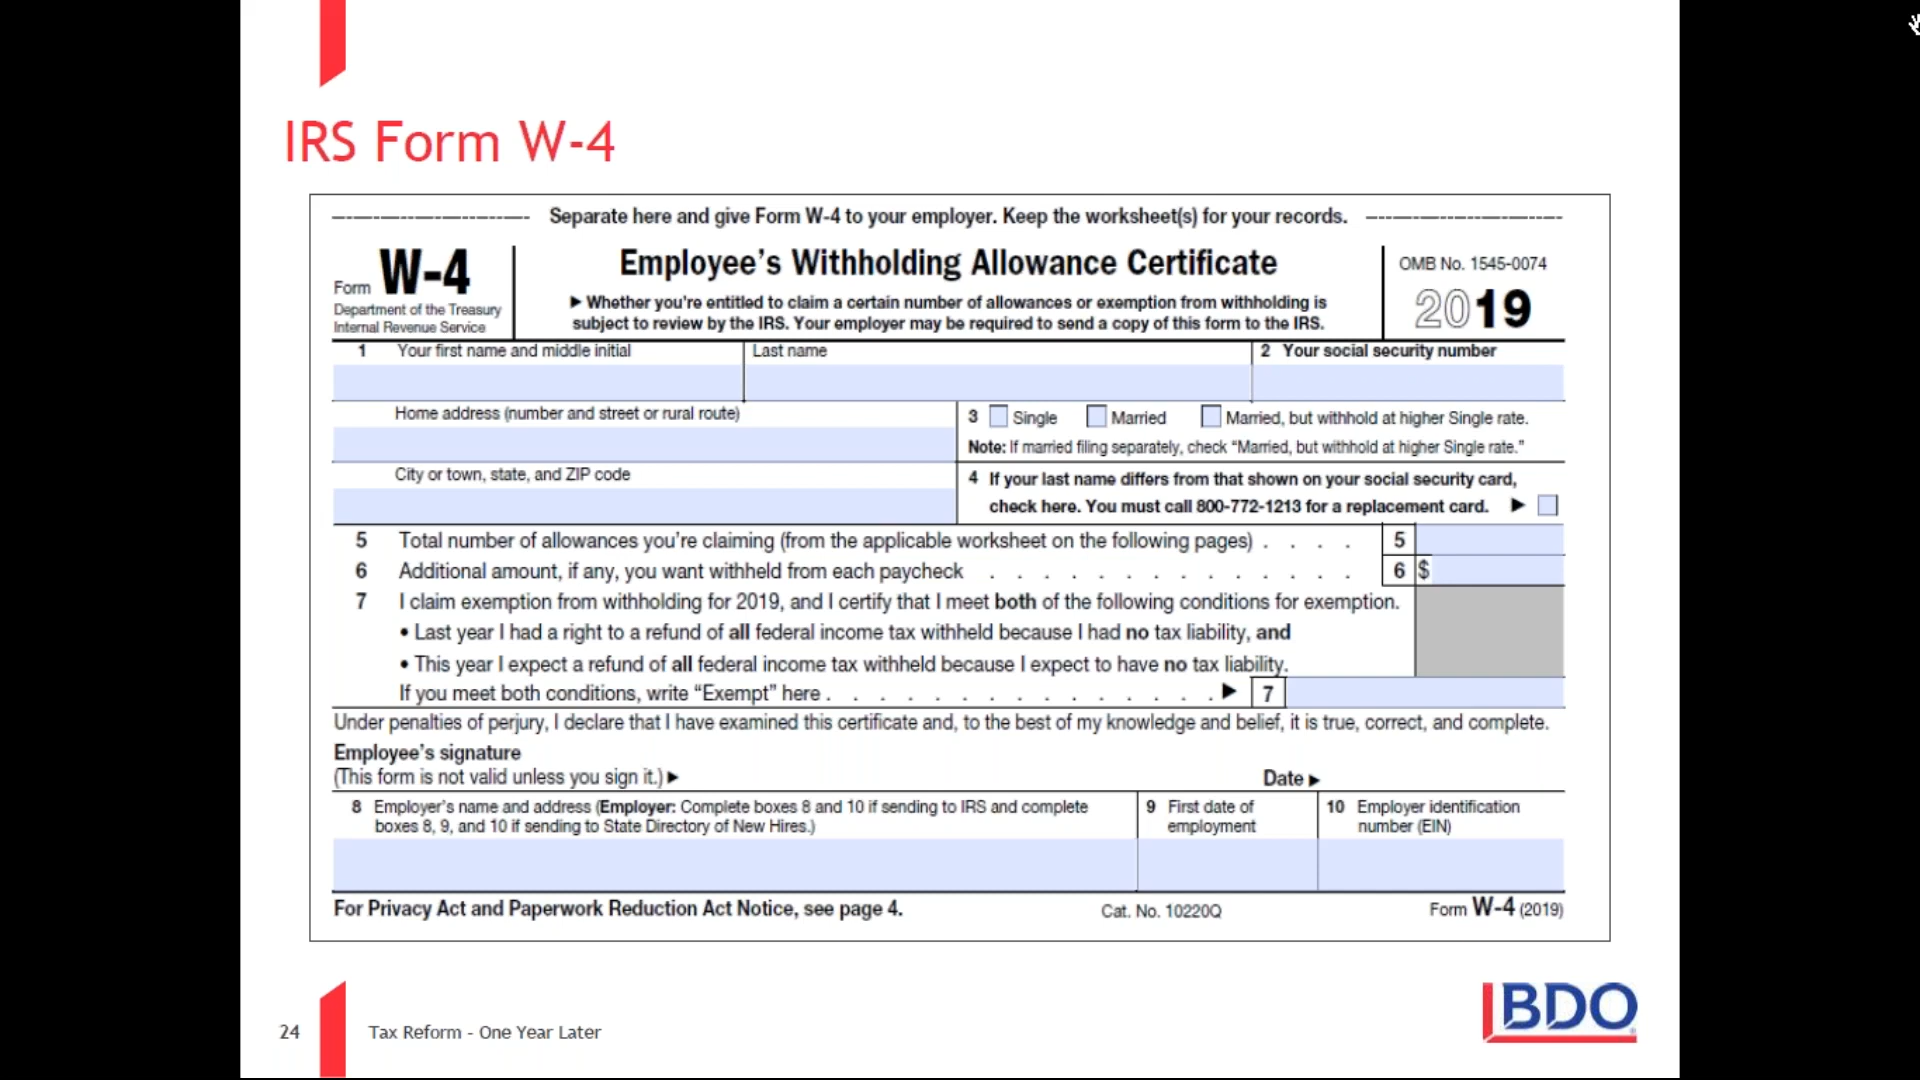 IRS Form W-4
Separate here and give Form W-4 to your employer. Keep the worksheet(s) for your records.
Form W-4
Department of the Treasury
Internal Revenue Service
Employee's Withholding Allowance Certificate
▶ Whether you're entitled to claim a certain number of allowances or exemption from withholding is
subject to review by the IRS. Your employer may be required to send a copy of this form to the IRS.
OMB No. 1545-0074
2019
1 Your first name and middle initial
Last name
2 Your social security number
Home address (number and street or rural route)
3 Single Married Married, but withhold at higher Single rate.
Note: If married filing separately, check “Married, but withhold at higher Single rate.”
City or town, state, and ZIP code
4 If your last name differs from that shown on your social security card,
check here. You must call 800-772-1213 for a replacement card. ▶
5 Total number of allowances you're claiming (from the applicable worksheet on the following pages) . . . . 5
6 Additional amount, if any, you want withheld from each paycheck . . . . . . . . . . . . . . 6 $
7 I claim exemption from withholding for 2019, and I certify that I meet both of the following conditions for exemption.
• Last year I had a right to a refund of all federal income tax withheld because I had no tax liability, and
• This year I expect a refund of all federal income tax withheld because I expect to have no tax liability.
If you meet both conditions, write “Exempt” here . . . . . . . . . . . . . . . ▶ 7
Under penalties of perjury, I declare that I have examined this certificate and, to the best of my knowledge and belief, it is true, correct, and complete.
Employee's signature
(This form is not valid unless you sign it.) ▶
Date ▶
8 Employer's name and address (Employer: Complete boxes 8 and 10 if sending to IRS and complete
boxes 8, 9, and 10 if sending to State Directory of New Hires.)
9 First date of
employment
10 Employer identification
number (EIN)
For Privacy Act and Paperwork Reduction Act Notice, see page 4.
Cat. No. 10220Q
Form W-4 (2019)
24
Tax Reform - One Year Later
BDO